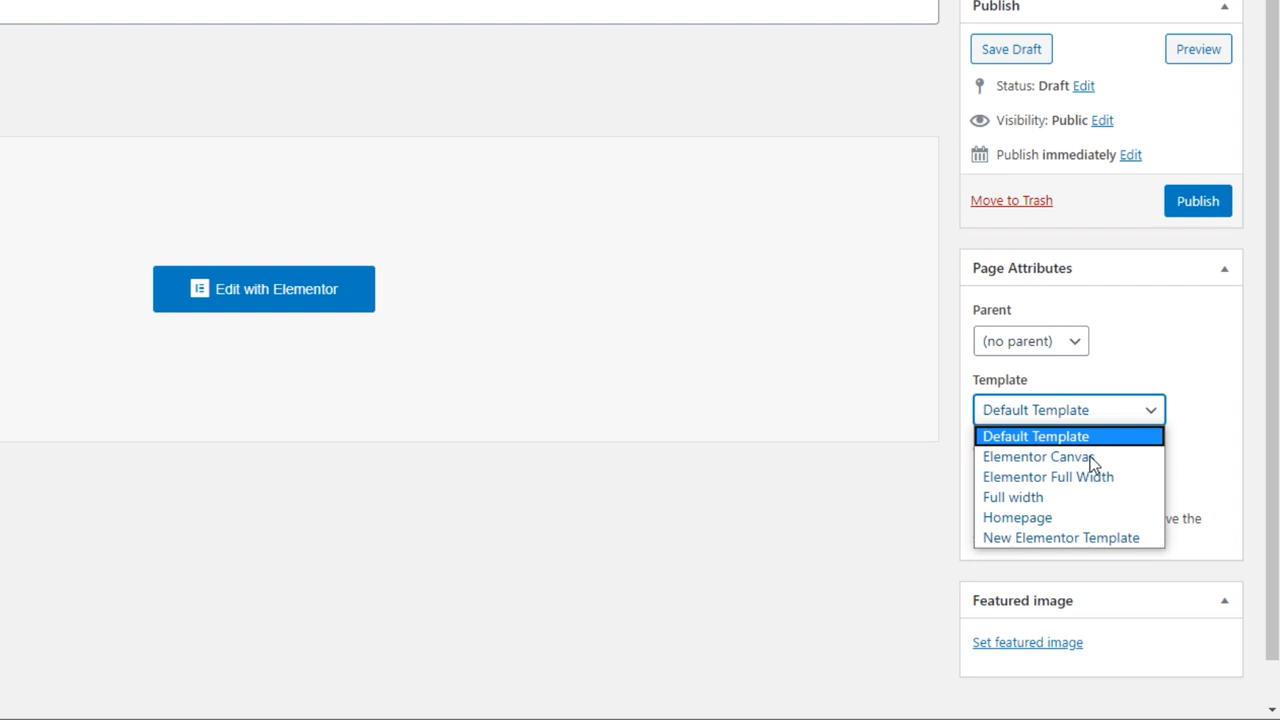 Publish
Save Draft
Preview
Status: Draft Edit
Visibility: Public Edit
Publish immediately Edit
Move to Trash
Publish
Edit with Elementor
Page Attributes
Parent
(no parent)
Template
Default Template
Default Template
Elementor Canvas
Elementor Full Width
Full width
Homepage
New Elementor Template
the
Featured image
Set featured image